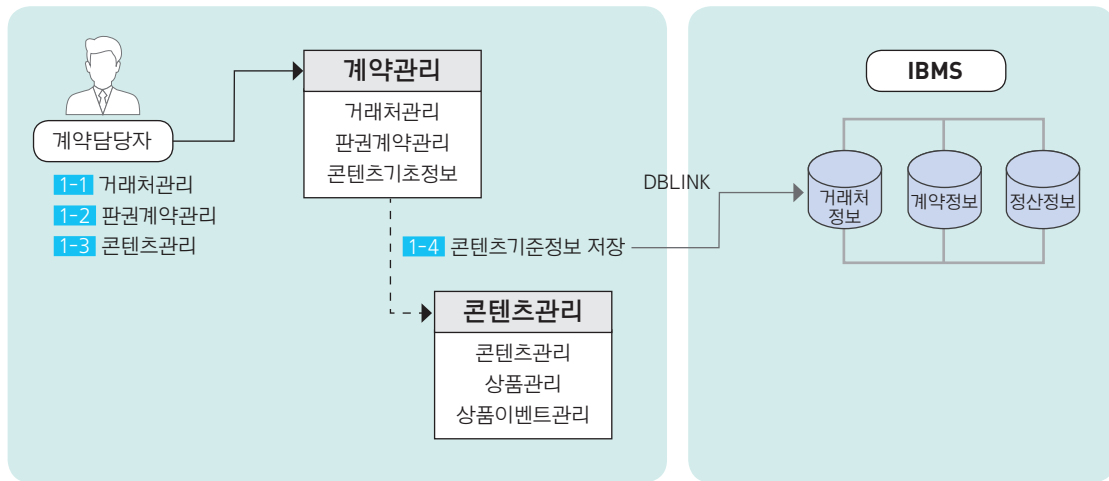 계약담당자
1-1 거래처관리
1-2 판권계약관리
1-3 콘텐츠관리
계약관리
거래처관리
판권계약관리
콘텐츠기초정보
1-4 콘텐츠기준정보 저장
DBLINK
콘텐츠관리
콘텐츠관리
상품관리
상품이벤트관리
IBMS
거래처
정보
계약정보
정산정보